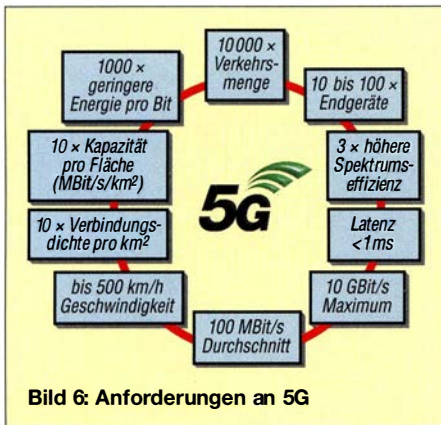 10000 ×
Verkehrs-
menge
10 bis 100 ×
Endgeräte
3 × höhere
Spektrums-
effizienz
Latenz
<1ms
10 GBit/s
Maximum
100 MBit/s
Durchschnitt
bis 500 km/h
Geschwindigkeit
10 × Verbindungs-
dichte pro km²
10 × Kapazität
pro Fläche
(MBit/s/km²)
1000 ×
geringere
Energie pro Bit
5G
Bild 6: Anforderungen an 5G